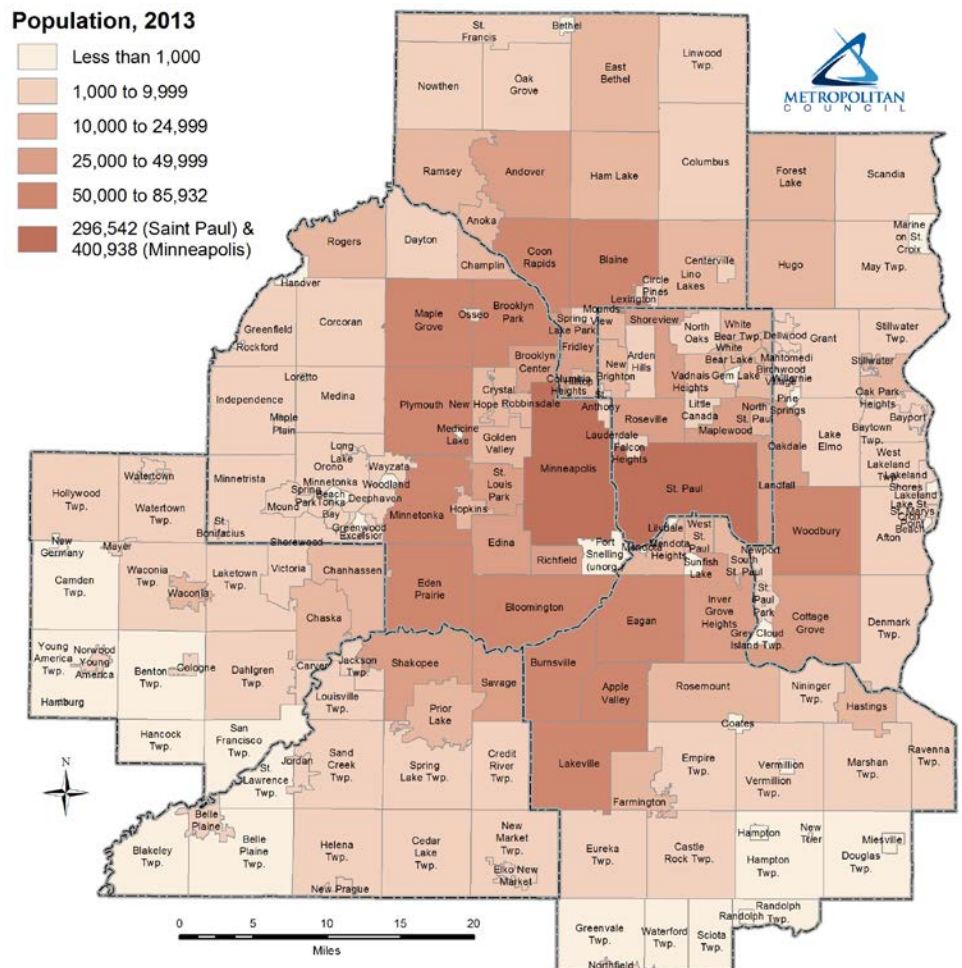 Population, 2013
Less than 1,000
1,000 to 9,999
10,000 to 24,999
25,000 to 49,999
50,000 to 85,932
296,542 (Saint Paul) &
400,938 (Minneapolis)
METROPOLITAN
COUNCIL
St.
Francis
Bethel
East
Bethel
Linwood
Twp.
Nowthen
Oak
Grove
Ramsey
Andover
Ham Lake
Columbus
Forest
Lake
Scandia
Anoka
Rogers
Dayton
Champlin
Coon
Rapids
Blaine
Centerville
Lino
Lakes
Circle
Pines
Lexington
Hugo
Marine
on St.
Croix
May Twp.
Hanover
Greenfield
Rockford
Corcoran
Maple
Grove
Osseo
Brooklyn
Park
Mounds
View
Spring
Lake Park
Fridley
Shoreview
North
Oaks
White
Bear Twp.
White
Bear Lake
Dellwood
Mahtomedi
Birchwood
Village
Willernie
Grant
Stillwater
Twp.
Stillwater
Brooklyn
Center
Columbia
Heights
Hilltop
New
Brighton
Arden
Hills
Vadnais
Heights
Gem Lake
Pine
Springs
Oak Park
Heights
Bayport
Loretto
Independence
Medina
Maple
Plain
Plymouth
New
Hope
Crystal
Robbinsdale
St.
Anthony
Roseville
Little
Canada
North
St. Paul
Maplewood
Lake
Elmo
Baytown
Twp.
Medicine
Lake
Golden
Valley
Minneapolis
Lauderdale
Falcon
Heights
St. Paul
Oakdale
Landfall
West
Lakeland
Twp.
Lakeland
Shores
Lakeland
Lake St.
Croix
Beach
St. Marys
Point
Afton
Long
Lake
Orono
Wayzata
Woodland
Minnetonka
Beach
Deephaven
Spring
Park
Tonka
Bay
Mound
Minnetrista
Greenwood
Excelsior
Shorewood
St.
Bonifacius
Minnetonka
Hopkins
St.
Louis
Park
Edina
Richfield
Fort
Snelling
(unorg.)
Mendota
Lilydale
Mendota
Heights
West
St.
Paul
Sunfish
Lake
South
St. Paul
Newport
St.
Paul
Park
Woodbury
Hollywood
Twp.
Watertown
Watertown
Twp.
New
Germany
Mayer
Camden
Twp.
Waconia
Twp.
Waconia
Laketown
Twp.
Victoria
Chanhassen
Chaska
Eden
Prairie
Bloomington
Eagan
Inver
Grove
Heights
Grey Cloud
Island Twp.
Cottage
Grove
Denmark
Twp.
Young
America
Twp.
Norwood
Young
America
Hamburg
Benton
Twp.
Cologne
Dahlgren
Twp.
Carver
Jackson
Twp.
Louisville
Twp.
Shakopee
Prior
Lake
Savage
Burnsville
Apple
Valley
Rosemount
Coates
Nininger
Twp.
Hastings
Hancock
Twp.
San
Francisco
Twp.
St.
Lawrence
Twp.
Jordan
Sand
Creek Twp.
Spring
Lake Twp.
Credit
River
Twp.
Lakeville
Farmington
Empire
Twp.
Vermillion
Vermillion
Twp.
Marshan
Twp.
Ravenna
Twp.
Belle
Plaine
Blakeley
Twp.
Belle
Plaine
Twp.
Helena
Twp.
New Prague
Cedar
Lake
Twp.
New
Market
Twp.
Elko New
Market
Eureka
Twp.
Castle
Rock Twp.
Hampton
Hampton
Twp.
New
Trier
Miesville
Douglas
Twp.
Randolph
Randolph
Twp.
Greenvale
Twp.
Waterford
Twp.
Sciota
Twp.
Northfield
N
0 5 10 15 20
Miles